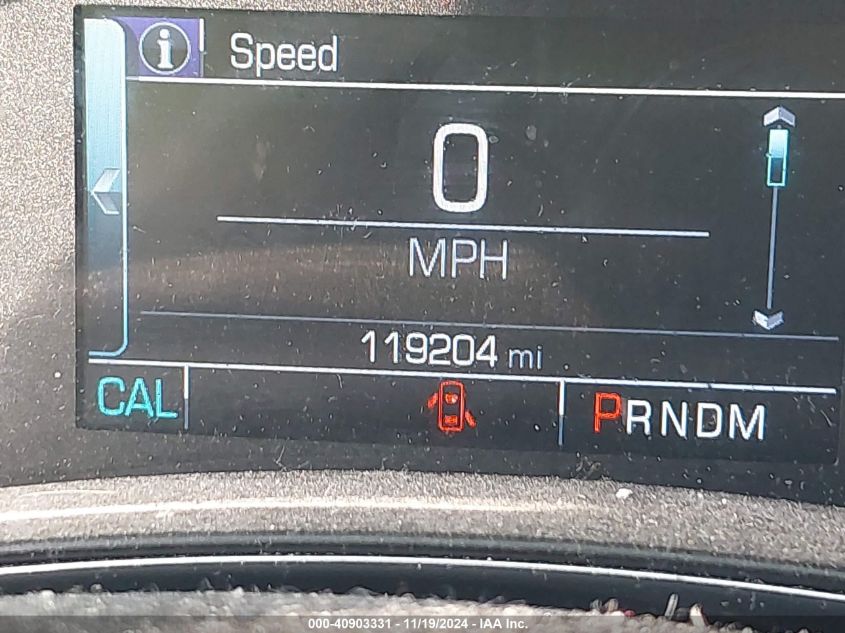 i Speed
0
MPH
119204 mi
CAL PRNDM
000-40903331 - 11/19/2024 - IAA Inc.